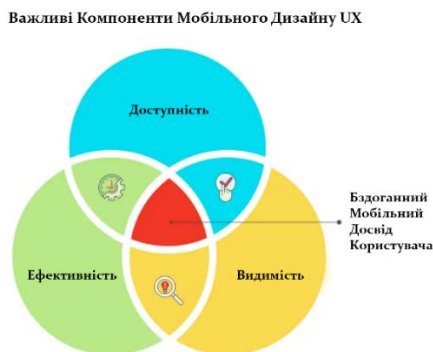 Важливі Компоненти Мобільного Дизайну UX
Доступність
Бздоганний
Мобільний
Досвід
Користувача
Ефективність
Видимість